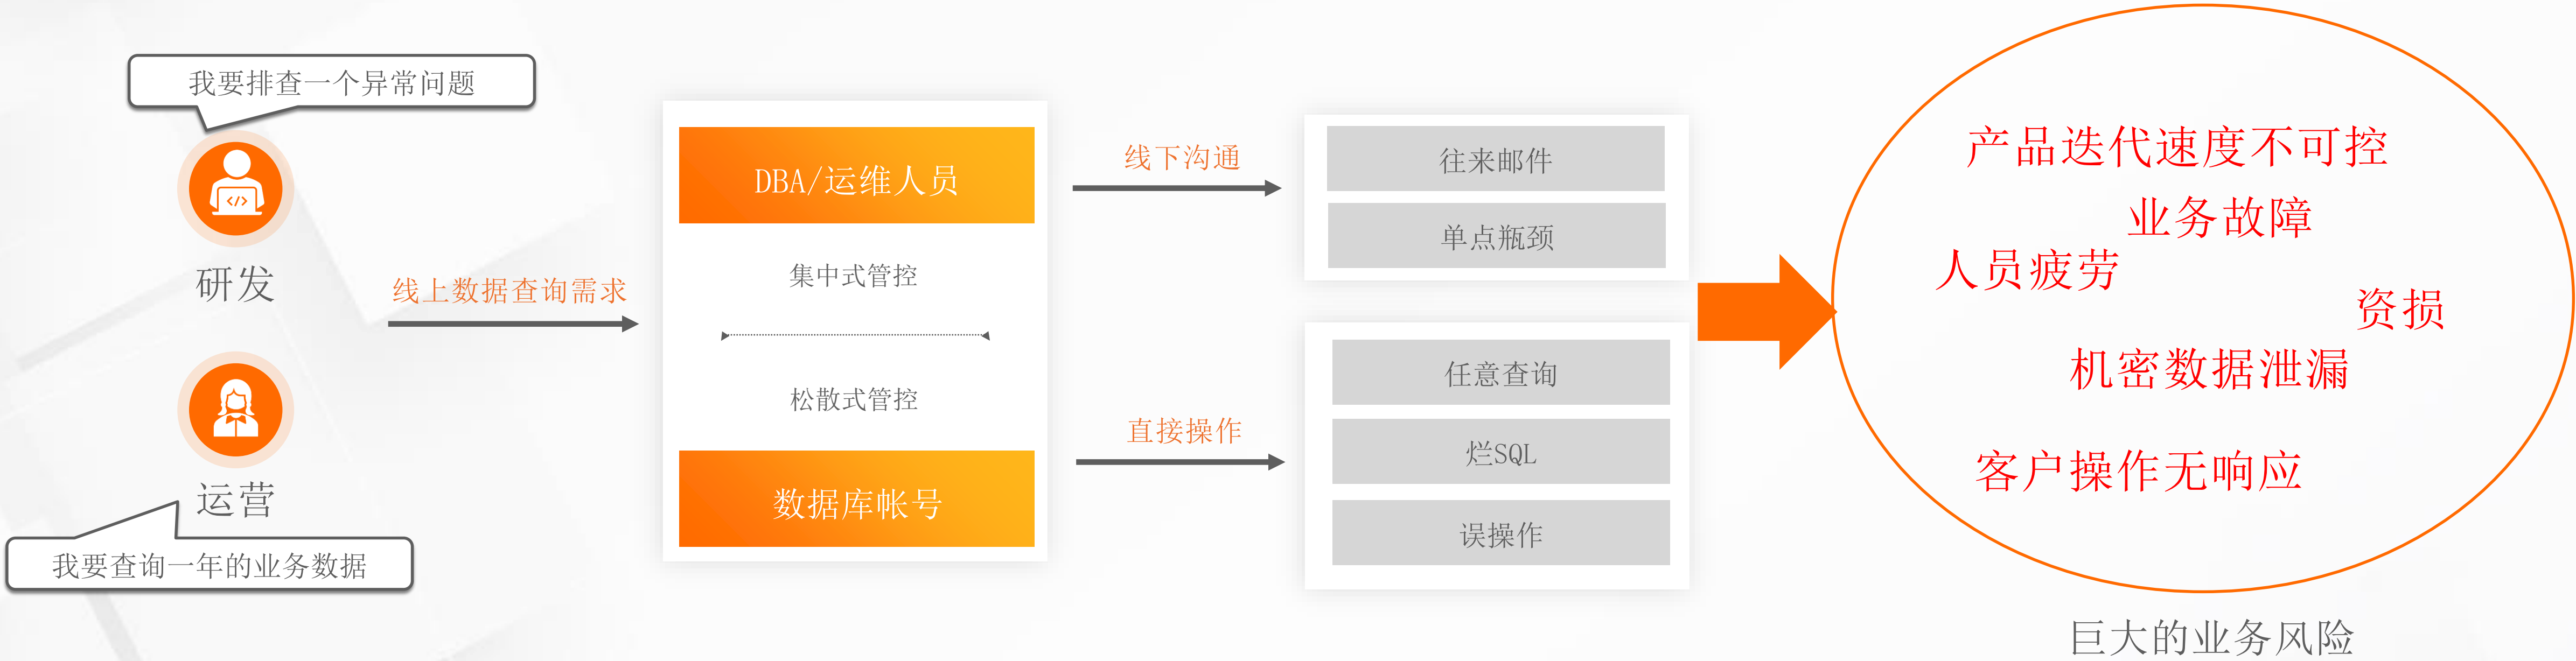 我要排查一个异常问题
研发
运营
我要查询一年的业务数据
线上数据查询需求
DBA/运维人员
集中式管控
松散式管控
数据库帐号
线下沟通
往来邮件
单点瓶颈
直接操作
任意查询
烂SQL
误操作
产品迭代速度不可控
业务故障
人员疲劳
资损
机密数据泄漏
客户操作无响应
巨大的业务风险